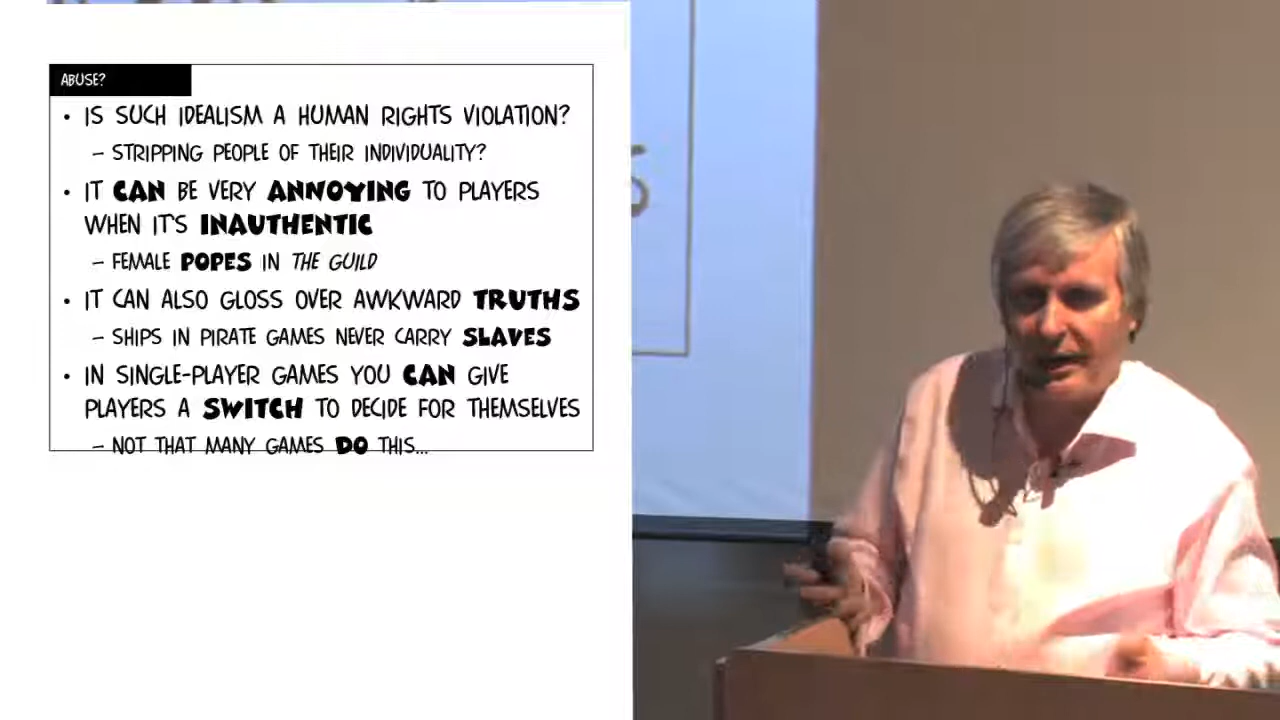 ABUSE?
• IS SUCH IDEALISM A HUMAN RIGHTS VIOLATION?
– STRIPPING PEOPLE OF THEIR INDIVIDUALITY?
• IT CAN BE VERY ANNOYING TO PLAYERS
WHEN IT'S INAUTHENTIC
– FEMALE POPES IN THE GUILD
• IT CAN ALSO GLOSS OVER AWKWARD TRUTHS
– SHIPS IN PIRATE GAMES NEVER CARRY SLAVES
• IN SINGLE-PLAYER GAMES YOU CAN GIVE
PLAYERS A SWITCH TO DECIDE FOR THEMSELVES
– NOT THAT MANY GAMES DO THIS...